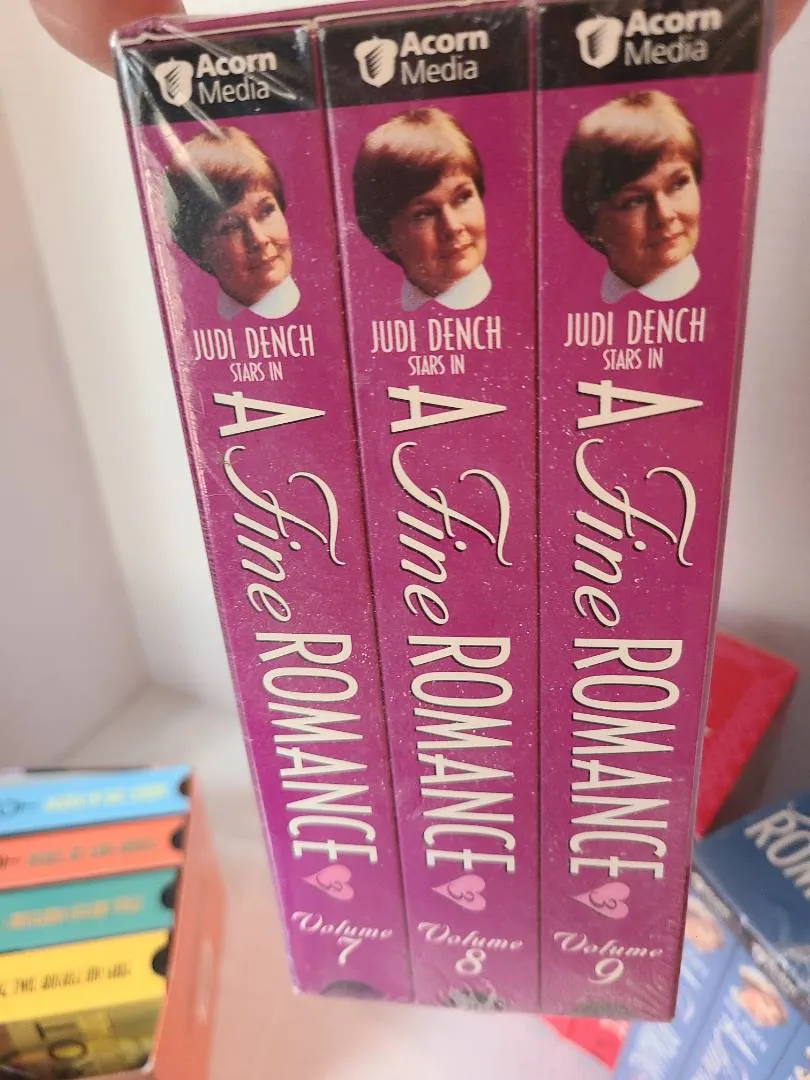 Acorn
Media
JUDI DENCH
STARS IN
A Fine ROMANCE
3
Volume
7
Acorn
Media
JUDI DENCH
STARS IN
A Fine ROMANCE
3
Volume
8
Acorn
Media
JUDI DENCH
STARS IN
A Fine ROMANCE
3
Volume
9